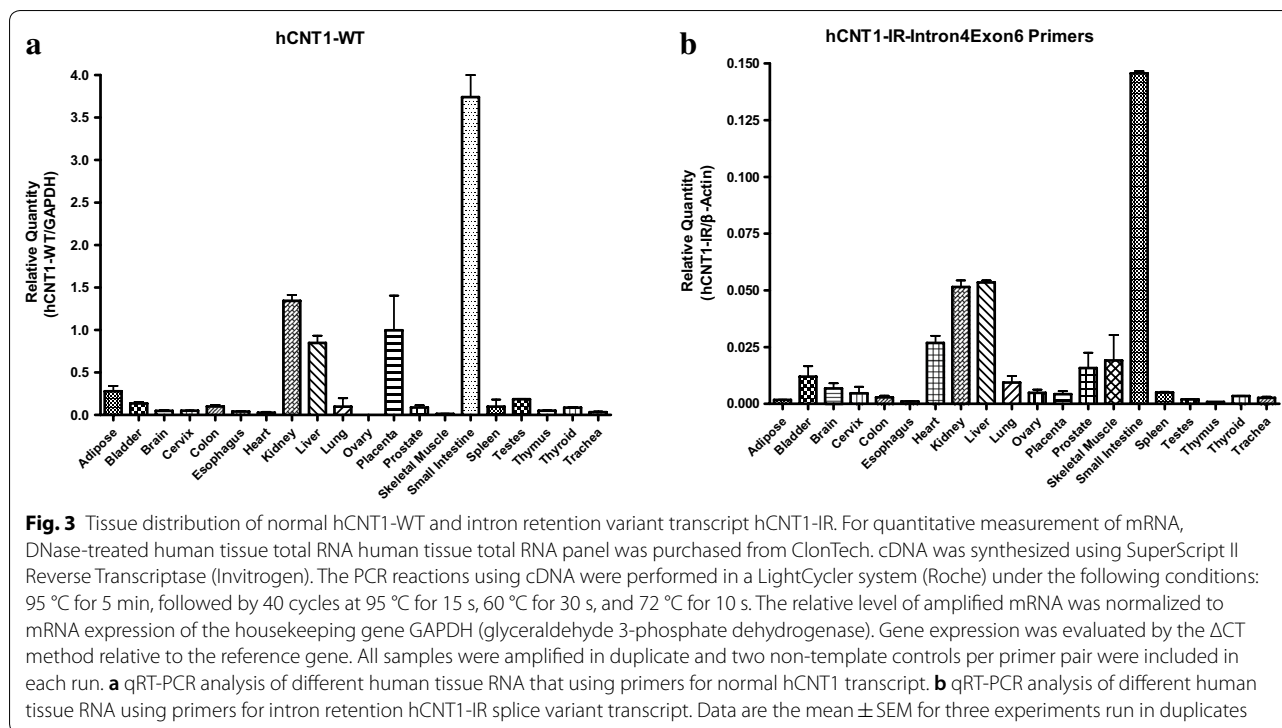 a
hCNT1-WT
Relative Quantity
(hCNT1-WT/GAPDH)
4.0
3.5
3.0
2.5
2.0
1.5
1.0
0.5
0.0
Adipose
Bladder
Brain
Cervix
Colon
Esophagus
Heart
Kidney
Liver
Lung
Ovary
Placenta
Prostate
Skeletal Muscle
Small Intestine
Spleen
Testes
Thymus
Thyroid
Trachea
b
hCNT1-IR-Intron4Exon6 Primers
Relative Quantity
(hCNT1-IR/β-Actin)
0.150
0.125
0.100
0.075
0.050
0.025
0.000
Adipose
Bladder
Brain
Cervix
Colon
Esophagus
Heart
Kidney
Liver
Lung
Ovary
Placenta
Prostate
Skeletal Muscle
Small Intestine
Spleen
Testes
Thymus
Thyroid
Trachea
Fig. 3 Tissue distribution of normal hCNT1-WT and intron retention variant transcript hCNT1-IR. For quantitative measurement of mRNA,
DNase-treated human tissue total RNA human tissue total RNA panel was purchased from ClonTech. cDNA was synthesized using SuperScript II
Reverse Transcriptase (Invitrogen). The PCR reactions using cDNA were performed in a LightCycler system (Roche) under the following conditions:
95 °C for 5 min, followed by 40 cycles at 95 °C for 15 s, 60 °C for 30 s, and 72 °C for 10 s. The relative level of amplified mRNA was normalized to
mRNA expression of the housekeeping gene GAPDH (glyceraldehyde 3-phosphate dehydrogenase). Gene expression was evaluated by the ΔCT
method relative to the reference gene. All samples were amplified in duplicate and two non-template controls per primer pair were included in
each run. a qRT-PCR analysis of different human tissue RNA that using primers for normal hCNT1 transcript. b qRT-PCR analysis of different human
tissue RNA using primers for intron retention hCNT1-IR splice variant transcript. Data are the mean ± SEM for three experiments run in duplicates